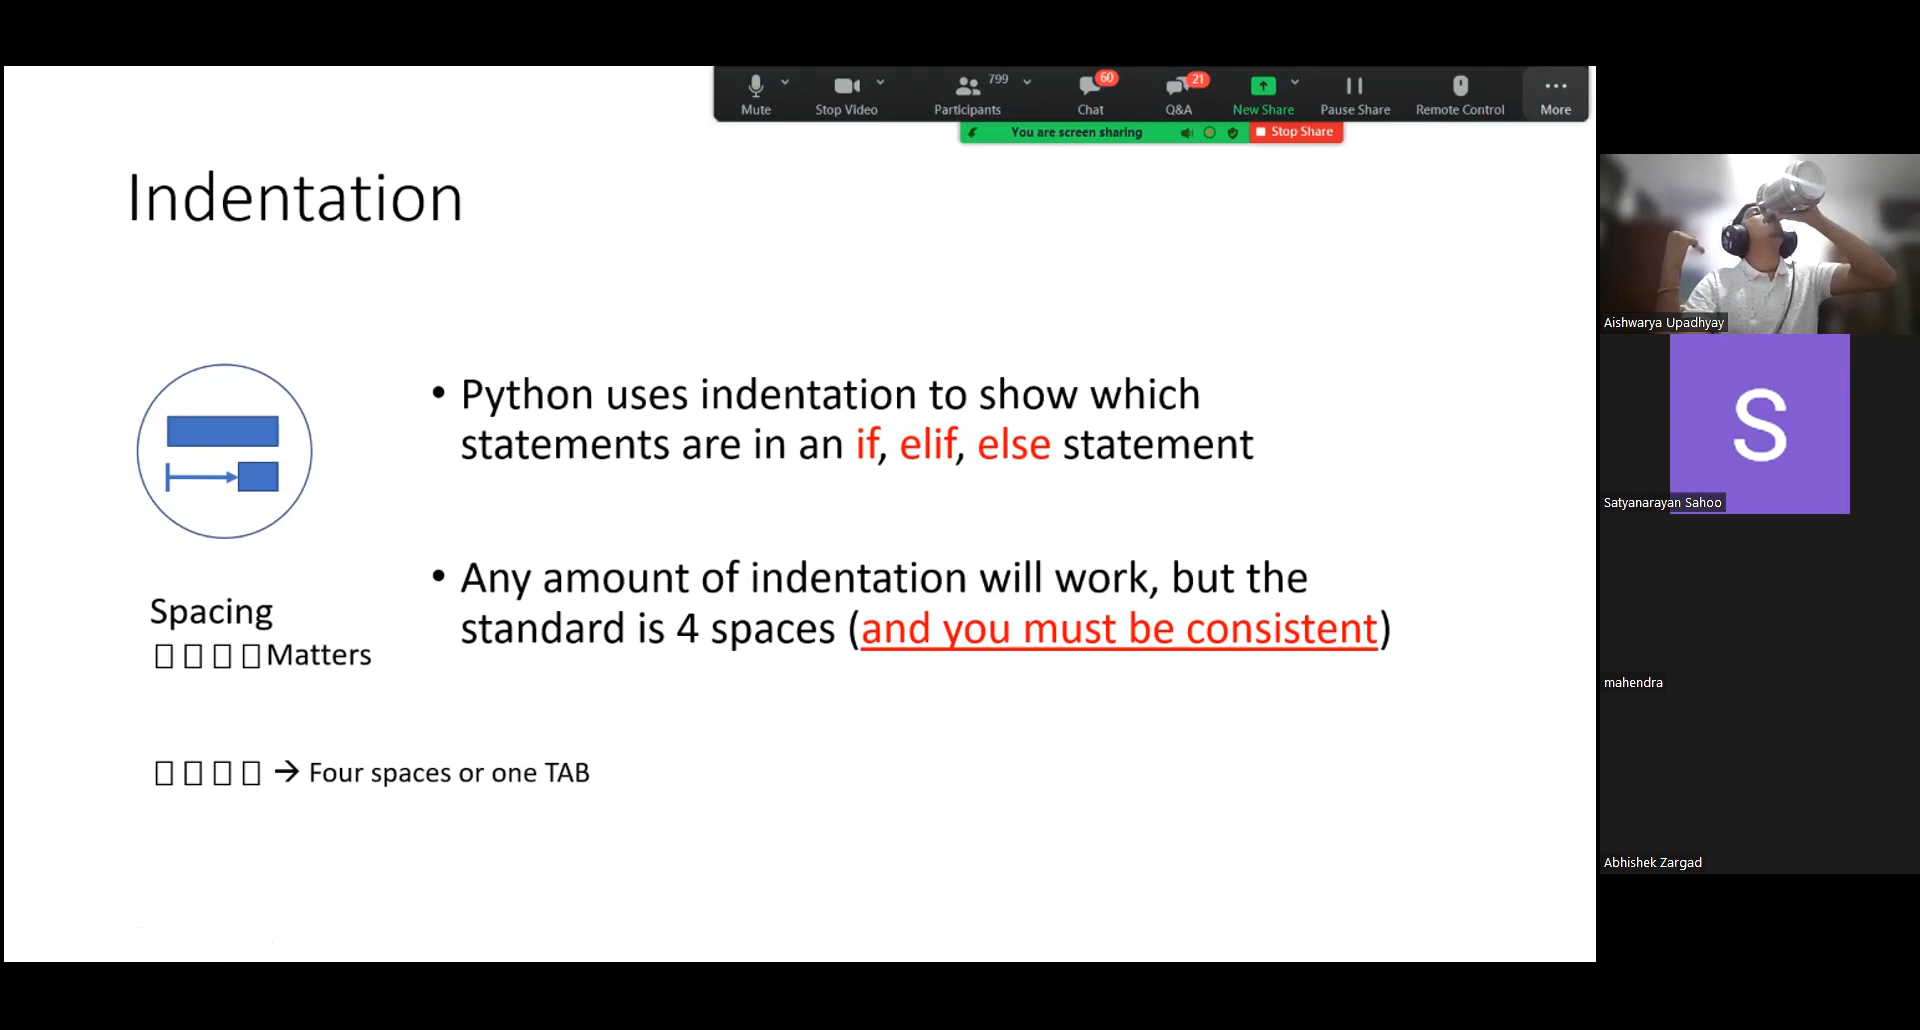 799
60
21
Mute
Stop Video
Participants
Chat
Q&A
New Share
Pause Share
Remote Control
More
You are screen sharing
Stop Share
Indentation
• Python uses indentation to show which
statements are in an if, elif, else statement
• Any amount of indentation will work, but the
standard is 4 spaces (and you must be consistent)
Spacing
▯ ▯ ▯ ▯Matters
▯ ▯ ▯ ▯ → Four spaces or one TAB
Aishwarya Upadhyay
S
Satyanarayan Sahoo
mahendra
Abhishek Zargad